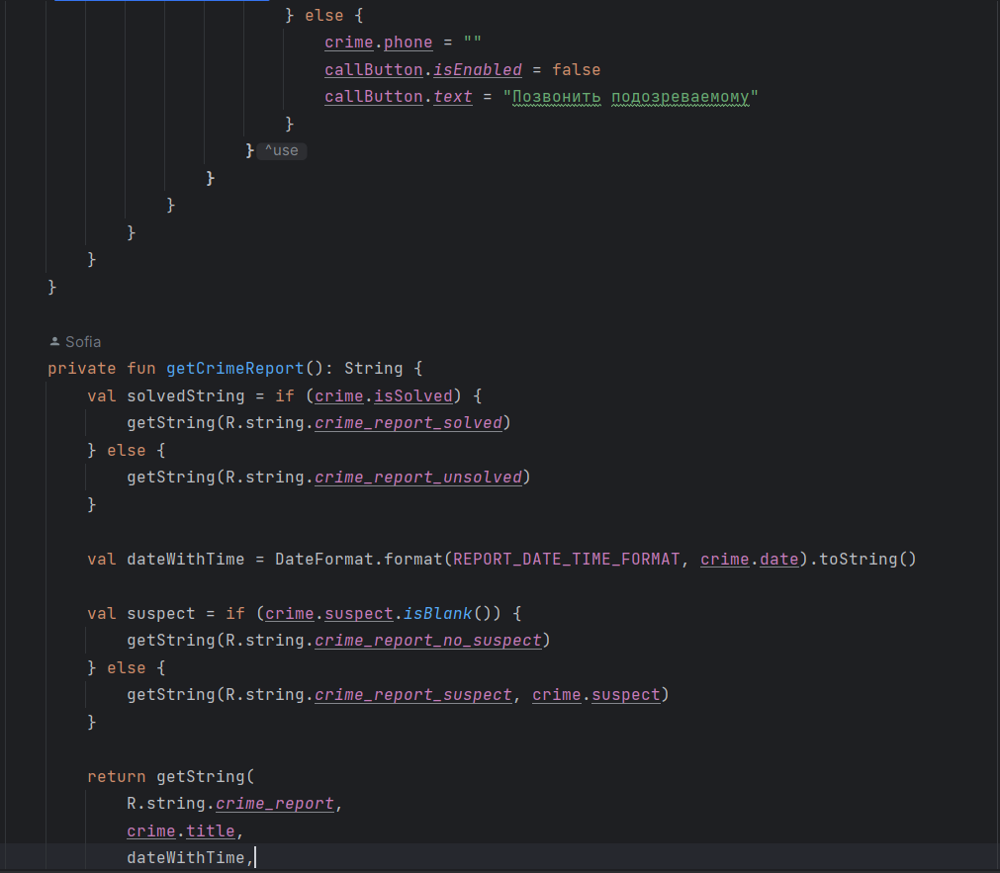 } else {
crime.phone = ""
callButton.isEnabled = false
callButton.text = "Позвонить подозреваемому"
}
} ^use
}
}
}
}
}
Sofia
private fun getCrimeReport(): String {
val solvedString = if (crime.isSolved) {
getString(R.string.crime_report_solved)
} else {
getString(R.string.crime_report_unsolved)
}
val dateWithTime = DateFormat.format(REPORT_DATE_TIME_FORMAT, crime.date).toString()
val suspect = if (crime.suspect.isBlank()) {
getString(R.string.crime_report_no_suspect)
} else {
getString(R.string.crime_report_suspect, crime.suspect)
}
return getString(
R.string.crime_report,
crime.title,
dateWithTime,